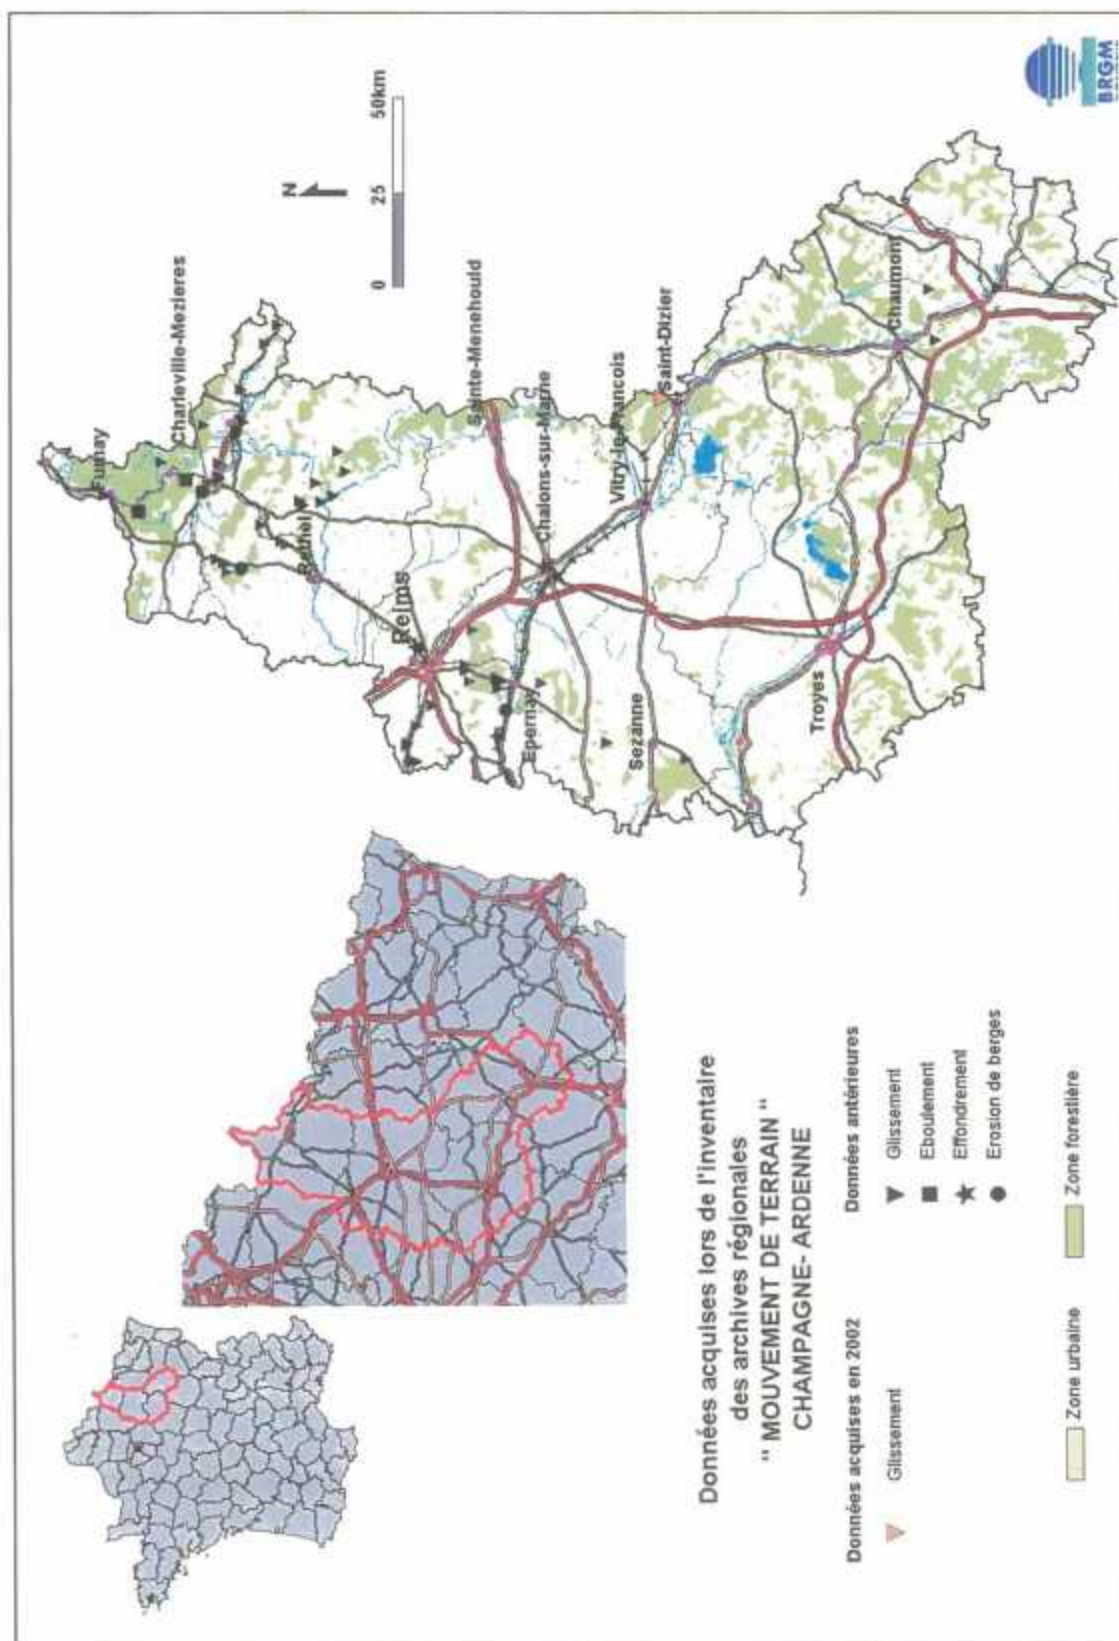 Données acquises lors de l'inventaire
des archives régionales
" MOUVEMENT DE TERRAIN "
CHAMPAGNE- ARDENNE
Données acquises en 2002
Glissement
Données antérieures
Glissement
Eboulement
Effondrement
Erosion de berges
Zone urbaine
Zone forestière
N
0 25 50km
Fumay
Charleville-Mezieres
Rethel
Reims
Sainte-Menehould
Epernay
Chalons-sur-Marne
Sezanne
Vitry-le-Francois
Saint-Dizier
Troyes
Chaumont
BRGM